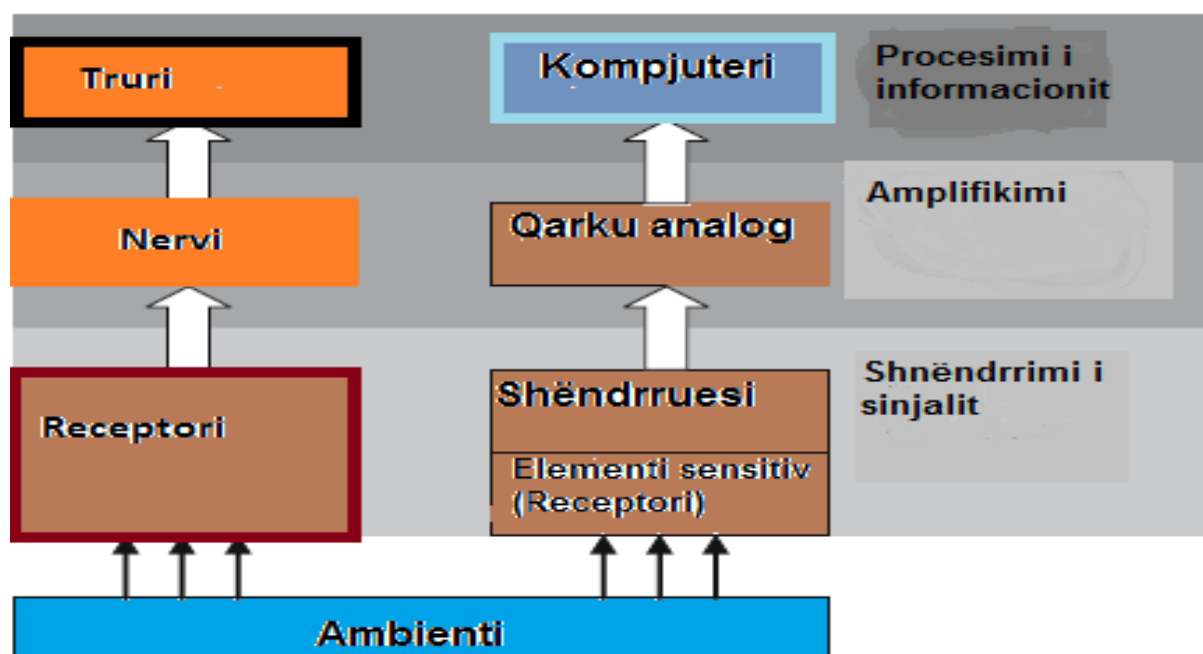 Truri
Kompjuteri
Procesimi i
informacionit
Nervi
Qarku analog
Amplifikimi
Receptori
Shëndrruesi
Elementi sensitiv
(Receptori)
Shnëndrrimi i
sinjalit
Ambienti